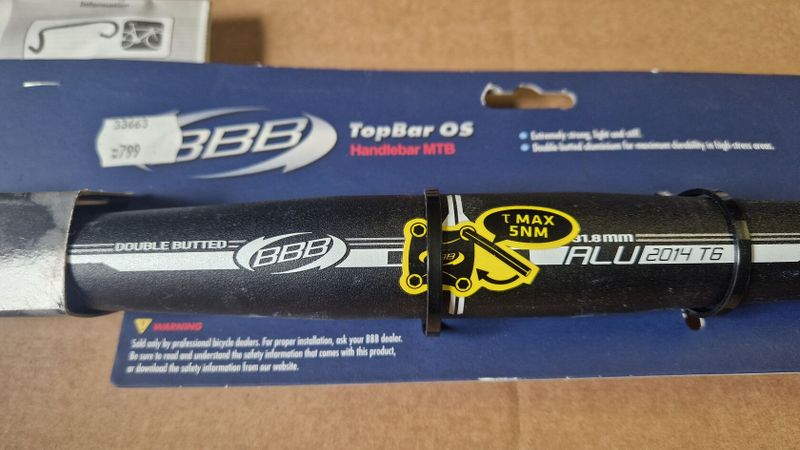 Information
33663
799
BBB
TopBar OS
Handlebar MTB
Extremely strong, light and stiff.
Double butted aluminium for maximum durability in high-stress areas.
DOUBLE BUTTED
BBB
BBB
T MAX
5NM
31.8mm
ALU 2014 T6
WARNING
Sold only by professional bicycle dealers. For proper installation, ask your BBB dealer.
Be sure to read and understand the safety information that comes with this product,
or download the safety information from our website.